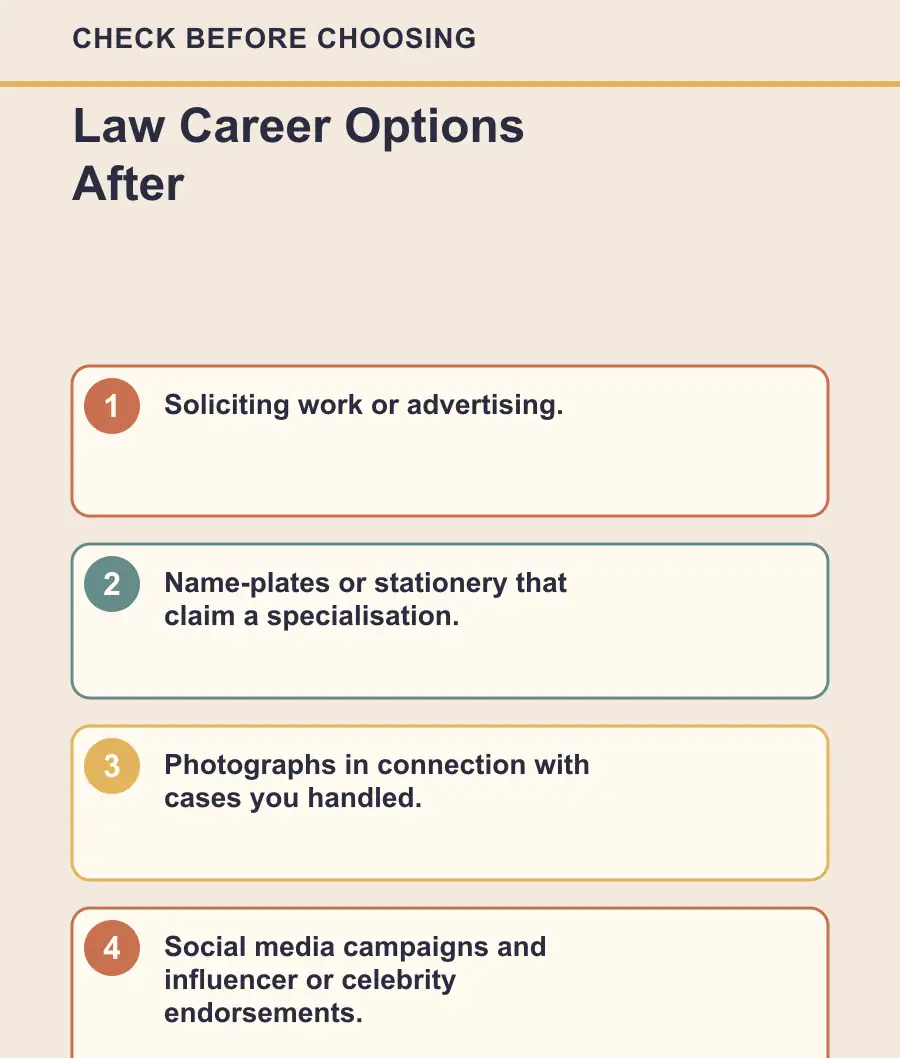 CHECK BEFORE CHOOSING
Law Career Options
After
1
Soliciting work or advertising.
2
Name-plates or stationery that
claim a specialisation.
3
Photographs in connection with
cases you handled.
4
Social media campaigns and
influencer or celebrity
endorsements.